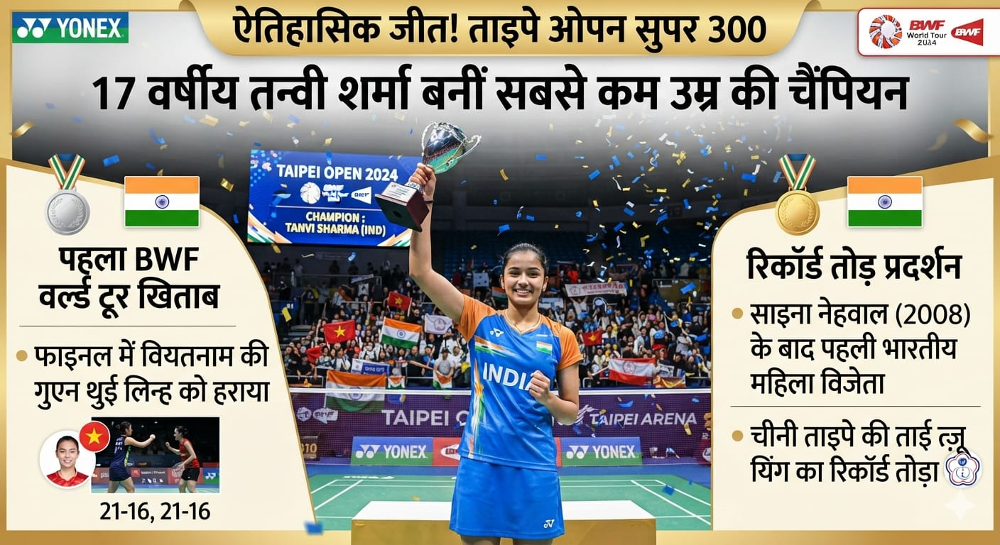 YONEX
ऐतिहासिक जीत! ताइपे ओपन सुपर 300
BWF
World Tour
BWF
17 वर्षीय तन्वी शर्मा बनीं सबसे कम उम्र की चैंपियन
TAIPEI OPEN 2024
CHAMPION :
TANVI SHARMA (IND)
पहला BWF
वर्ल्ड टूर खिताब
फाइनल में वियतनाम की
गुएन थुई लिन्ह को हराया
21-16, 21-16
INDIA
TAIPEI
TAIPEI ARENA
YONEX
YONEX
रिकॉर्ड तोड़ प्रदर्शन
साइना नेहवाल (2008)
के बाद पहली भारतीय
महिला विजेता
चीनी ताइपे की ताई त्ज़ु
यिंग का रिकॉर्ड तोड़ा